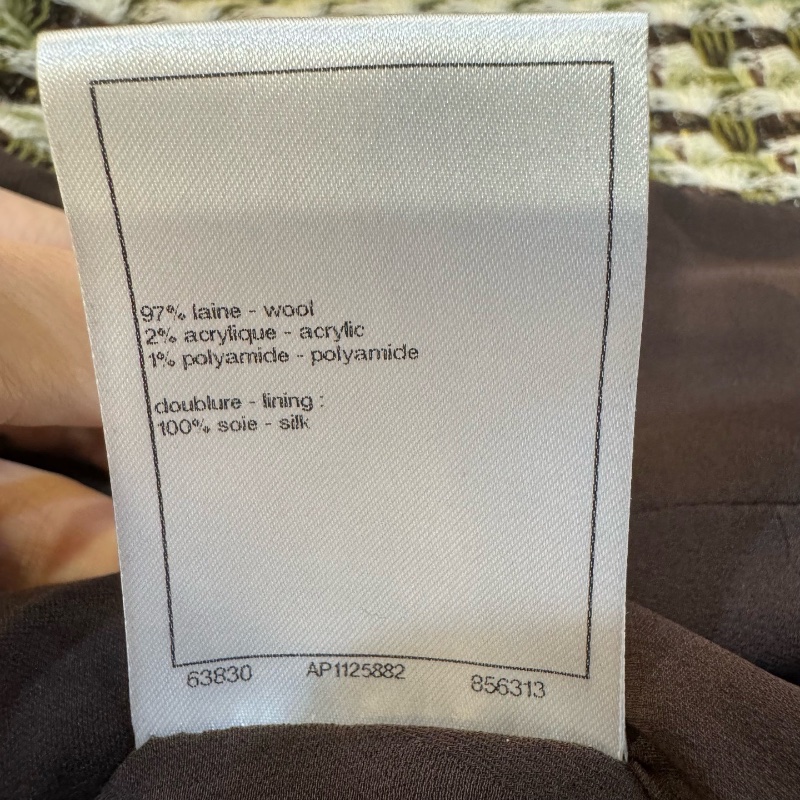 97% laine - wool
2% acrylique - acrylic
1% polyamide - polyamide
doublure - lining :
100% soie - silk
63830 AP1125882 856313